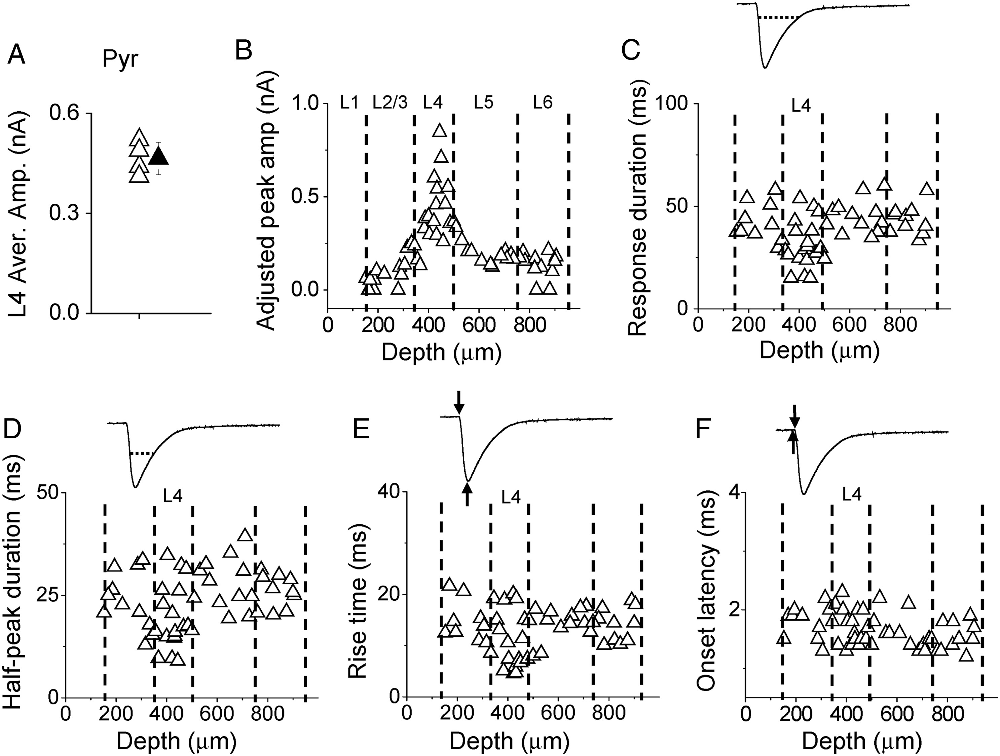 A
Pyr
L4 Aver. Amp. (nA)
0.6
0.3
0.0
B
Adjusted peak amp (nA)
L1 L2/3 L4 L5 L6
1.0
0.5
0.0
0 200 400 600 800
Depth (μm)
C
Response duration (ms)
L4
100
50
0
0 200 400 600 800
Depth (μm)
D
Half-peak duration (ms)
L4
50
25
0
0 200 400 600 800
Depth (μm)
E
Rise time (ms)
L4
40
20
0
0 200 400 600 800
Depth (μm)
F
Onset latency (ms)
L4
4
2
0 200 400 600 800
Depth (μm)